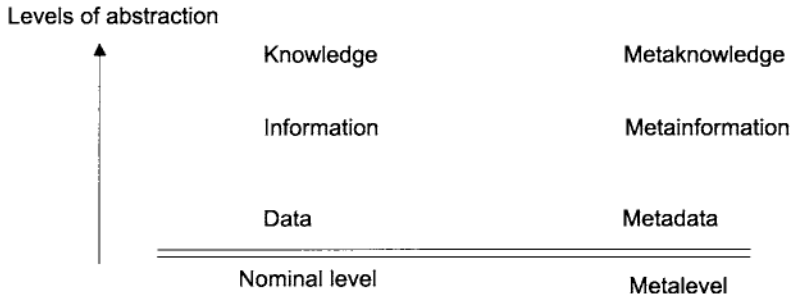 Levels of abstraction
Knowledge Metaknowledge
Information Metainformation
Data Metadata
Nominal level Metalevel